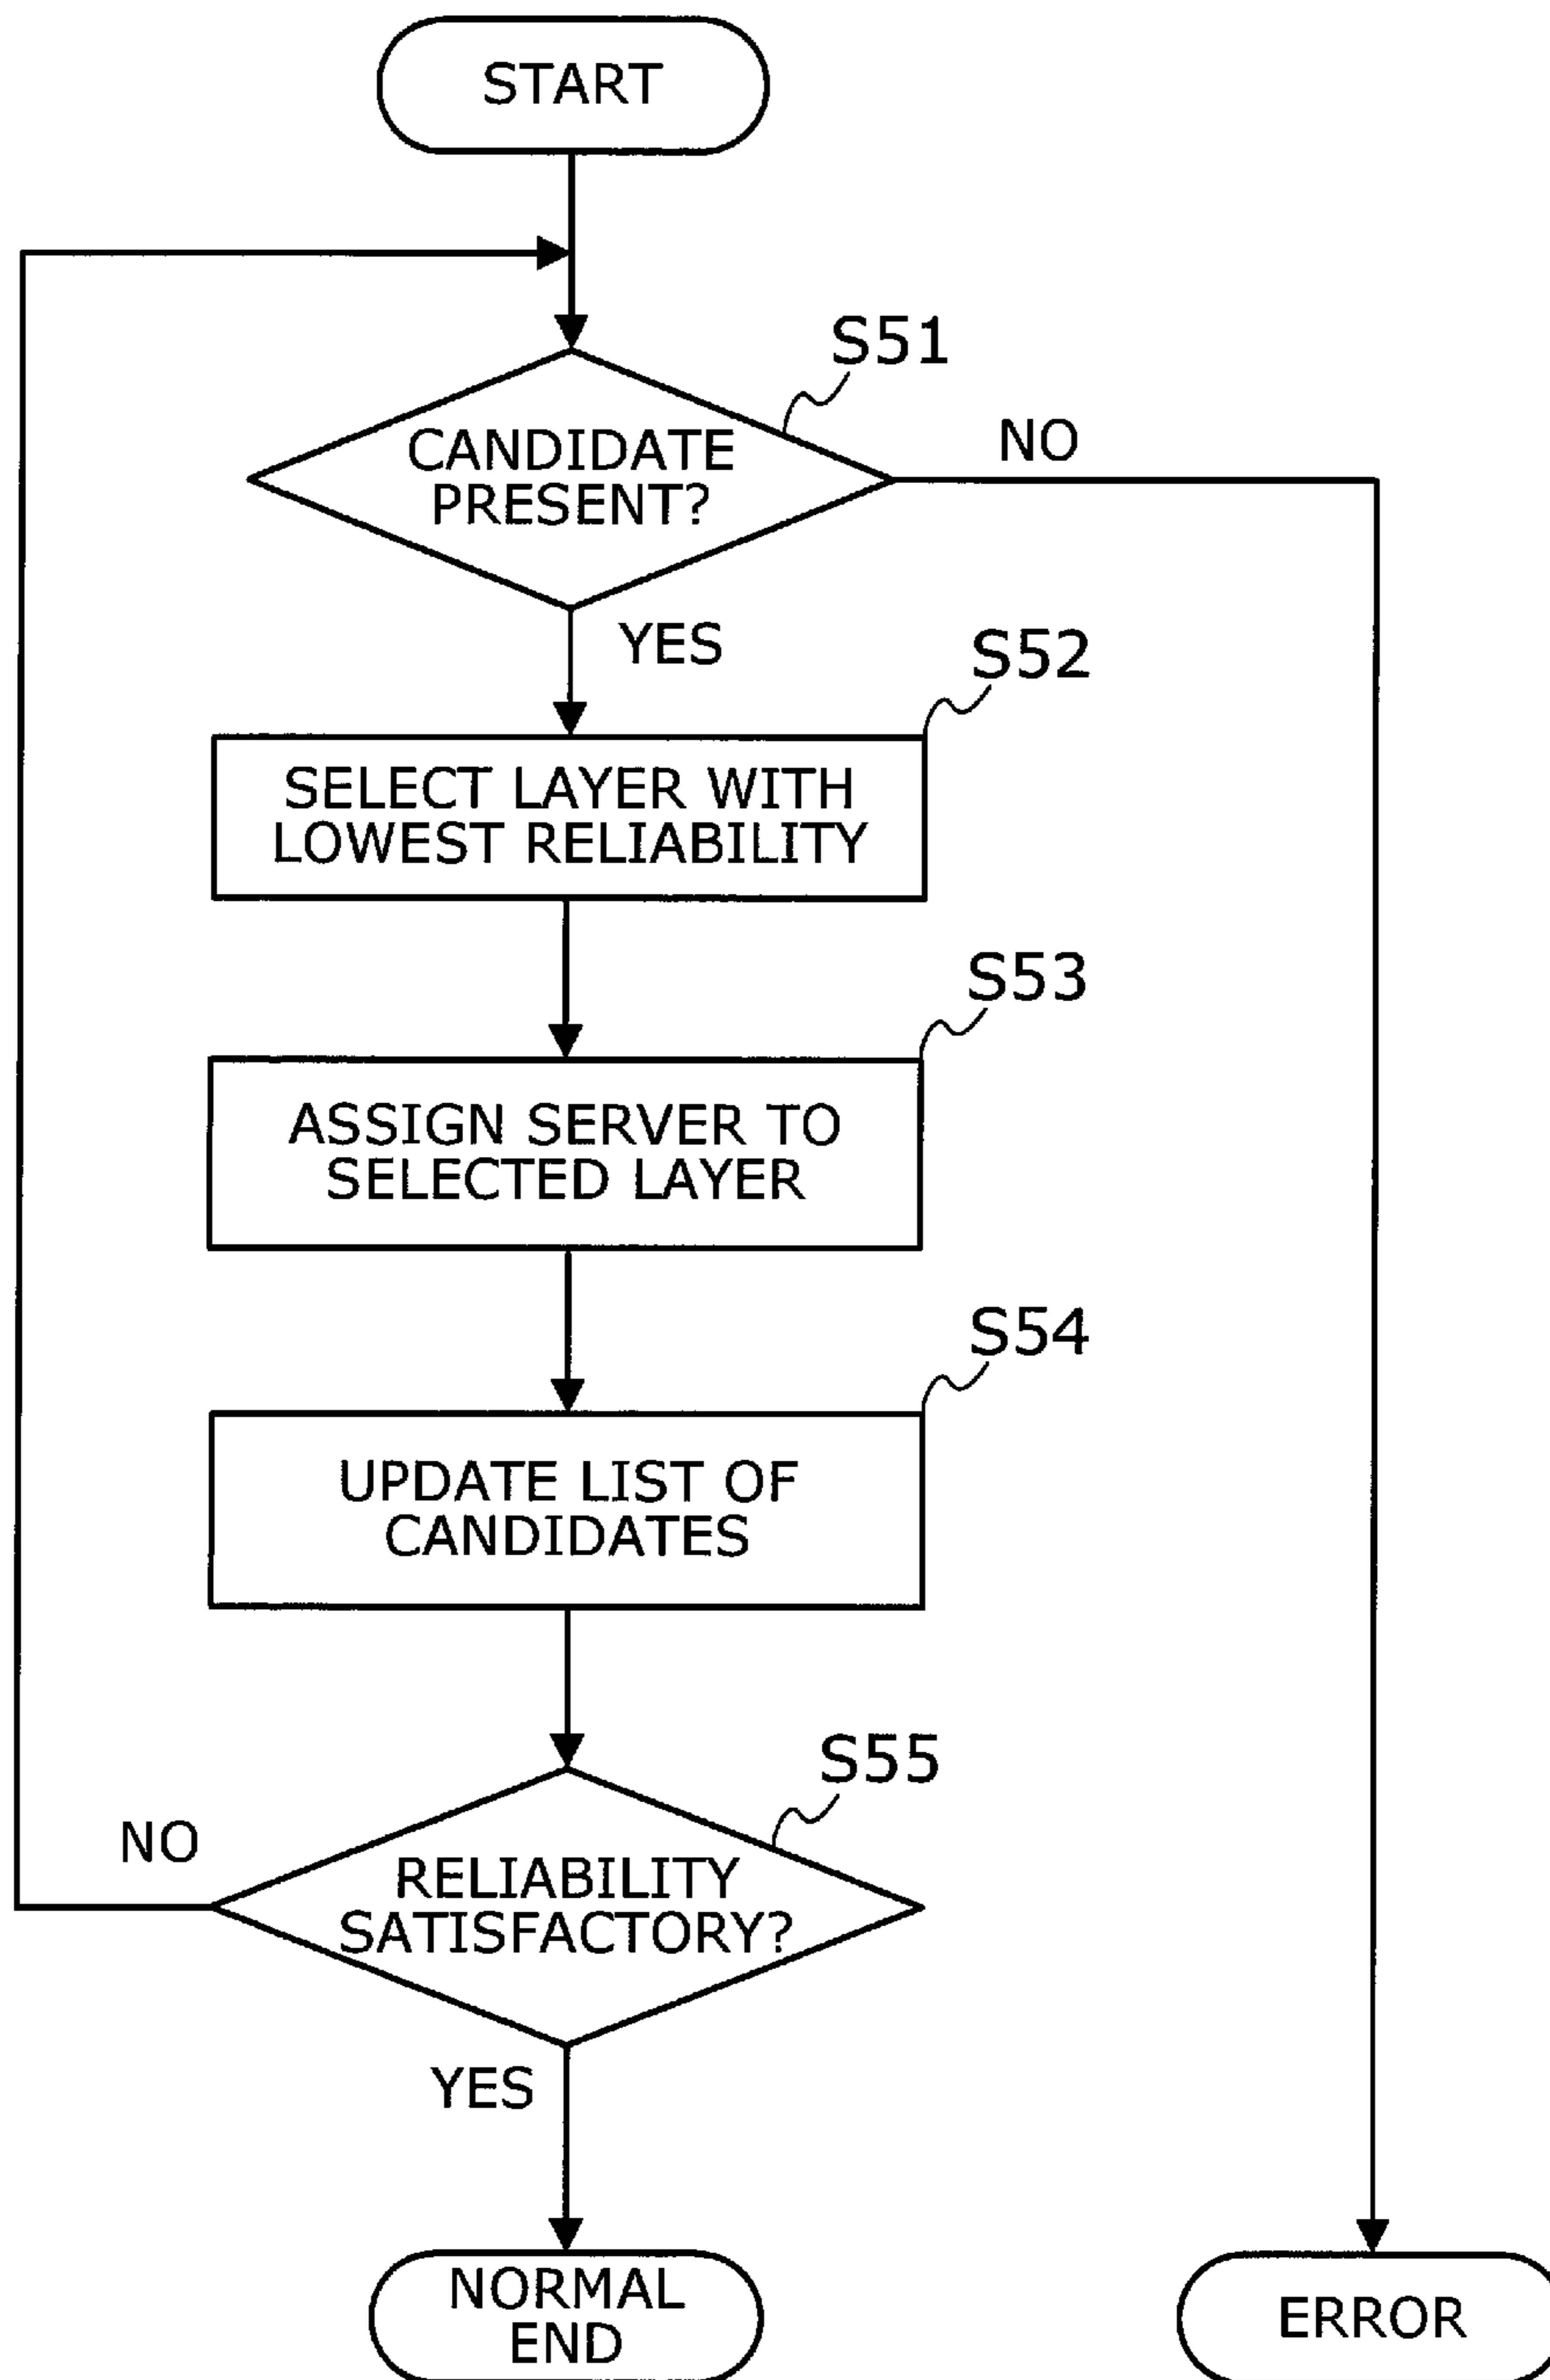 START
S51
CANDIDATE
PRESENT?
NO
YES
S52
SELECT LAYER WITH
LOWEST RELIABILITY
S53
ASSIGN SERVER TO
SELECTED LAYER
S54
UPDATE LIST OF
CANDIDATES
S55
NO
RELIABILITY
SATISFACTORY?
YES
NORMAL
END
ERROR